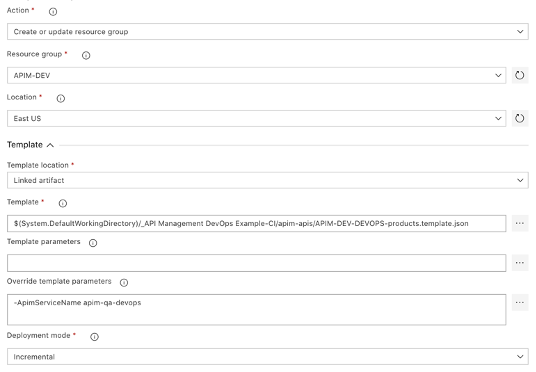 Action *
Create or update resource group
Resource group *
APIM-DEV
Location *
East US
Template
Template location *
Linked artifact
Template *
$(System.DefaultWorkingDirectory)/_API Management DevOps Example-CI/apim-apis/APIM-DEV-DEVOPS-products.template.json
Template parameters
Override template parameters
-ApimServiceName apim-qa-devops
Deployment mode *
Incremental